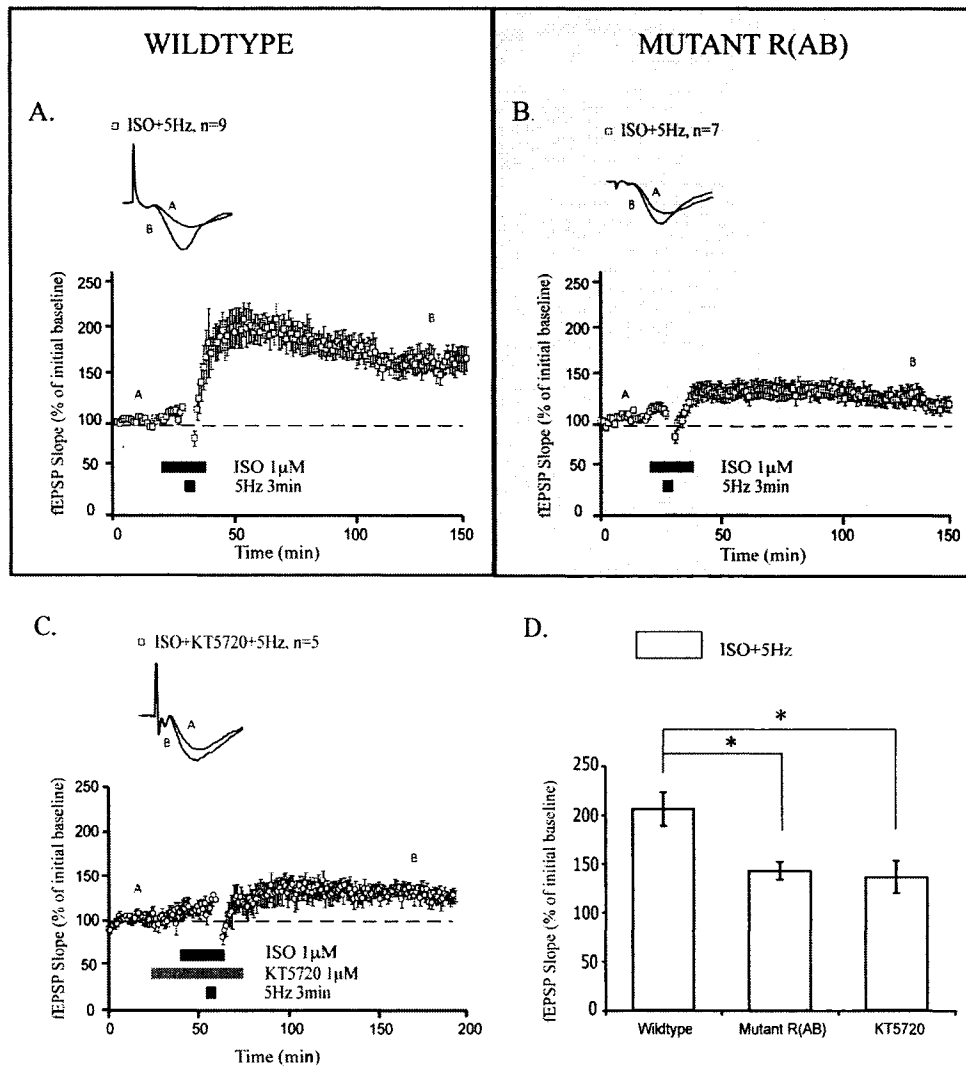 WILDTYPE
MUTANT R(AB)
A.
ISO+5Hz, n=9
A
B
fEPSP Slope (% of initial baseline)
250
200
150
100
50
0
A
B
ISO 1µM
5Hz 3min
0
50
100
150
Time (min)
B.
ISO+5Hz, n=7
A
B
fEPSP Slope (% of initial baseline)
250
200
150
100
50
0
A
B
ISO 1µM
5Hz 3min
0
50
100
150
Time (min)
C.
ISO+KT5720+5Hz, n=5
A
B
fEPSP Slope (% of initial baseline)
250
200
150
100
50
0
A
B
ISO 1µM
KT5720 1µM
5Hz 3min
0
50
100
150
200
Time (min)
D.
ISO+5Hz
fEPSP Slope (% of initial baseline)
250
200
150
100
50
0
*
*
Wildtype
Mutant R(AB)
KT5720